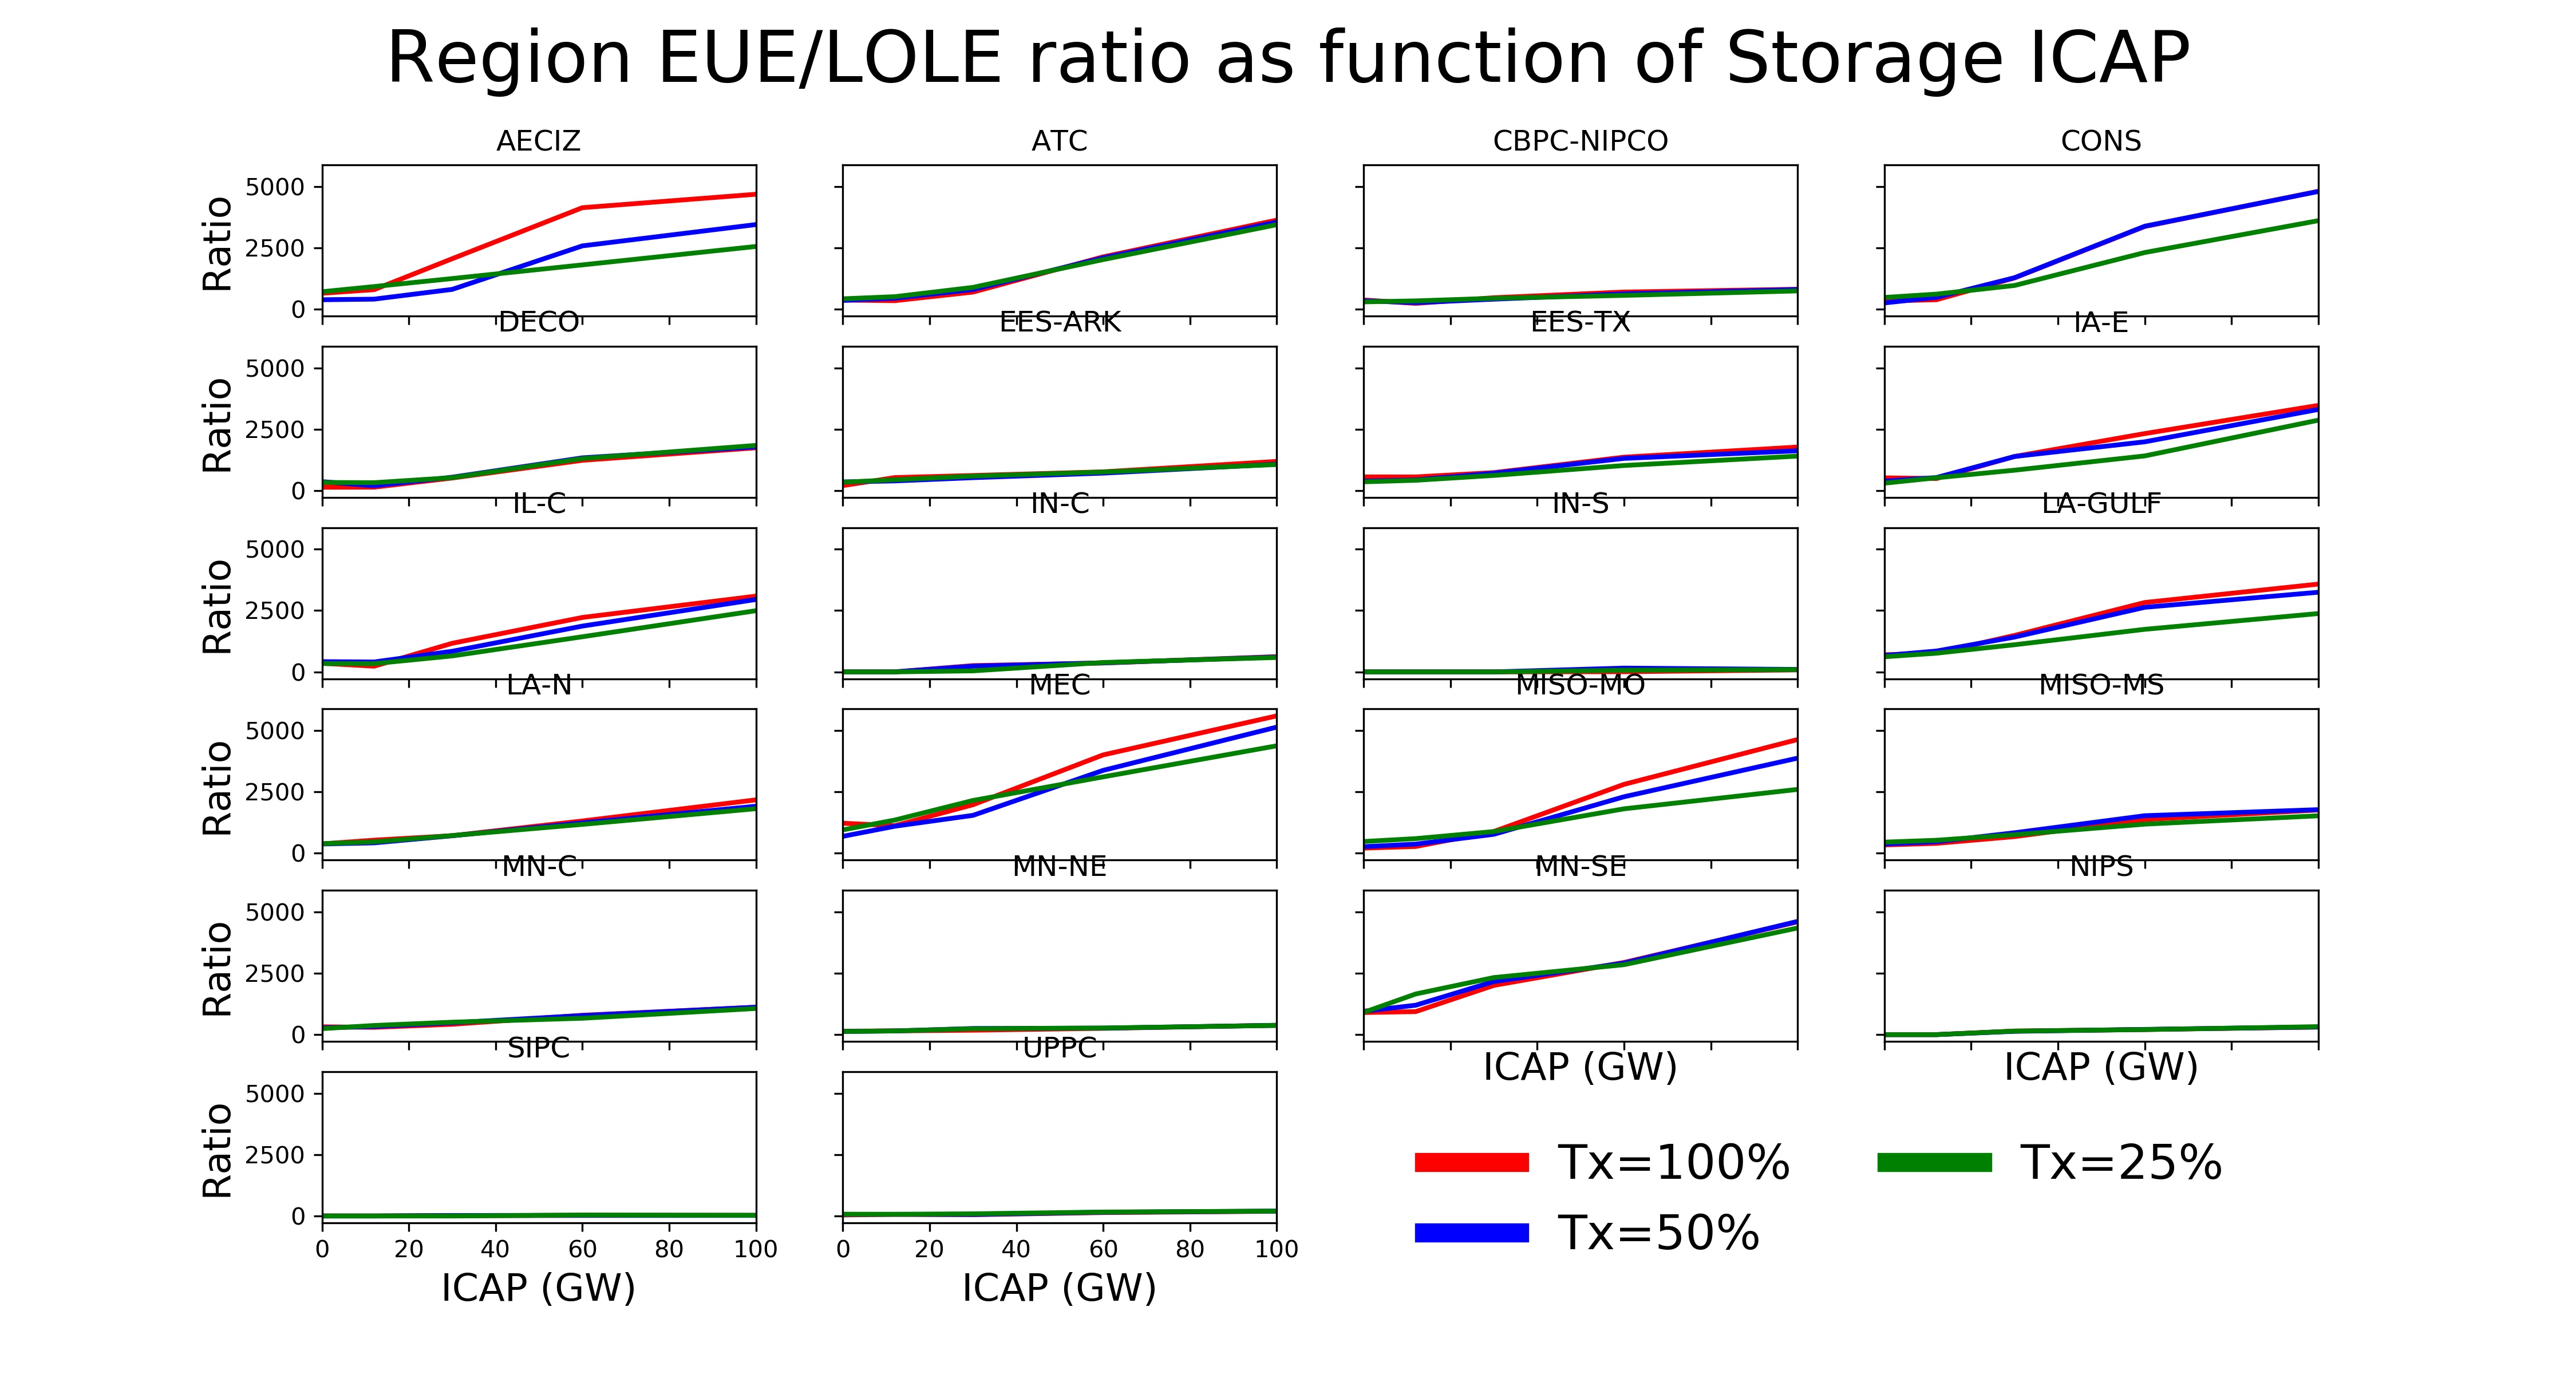 Region EUE/LOLE ratio as function of Storage ICAP
AECIZ ATC CBPC-NIPCO CONS
5000
2500
0
Ratio
DECO EES-ARK EES-TX IA-E
5000
2500
0
Ratio
IL-C IN-C IN-S LA-GULF
5000
2500
0
Ratio
LA-N MEC MISO-MO MISO-MS
5000
2500
0
Ratio
MN-C MN-NE MN-SE NIPS
5000
2500
0
Ratio
ICAP (GW) ICAP (GW)
SIPC UPPC
5000
2500
0
Ratio
0 20 40 60 80 100 0 20 40 60 80 100
ICAP (GW) ICAP (GW)
Tx=100% Tx=25%
Tx=50%